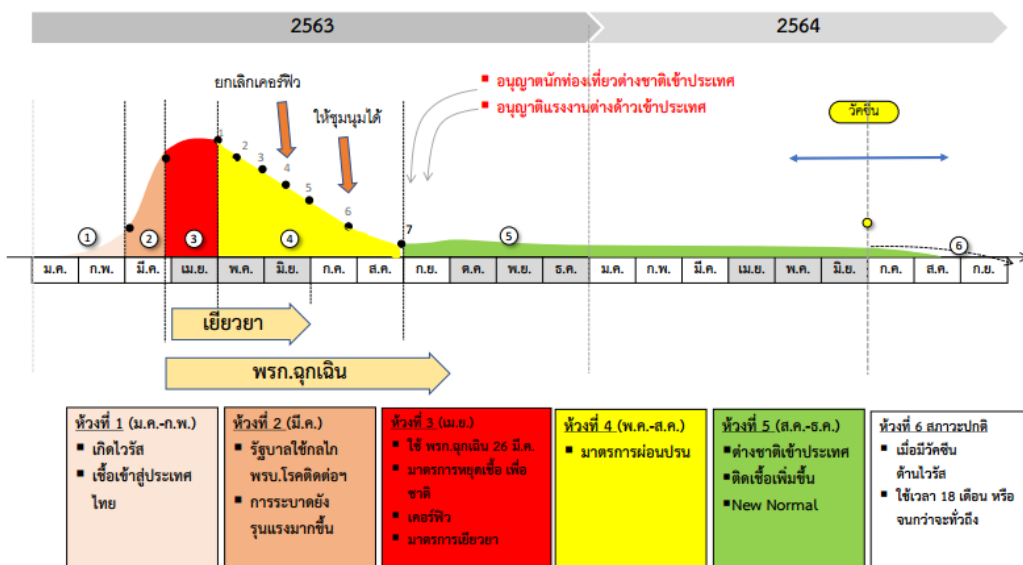 2563
2564
ยกเลิกเคอร์ฟิว
ให้ชุมนุมได้
▪ อนุญาตนักท่องเที่ยวต่างชาติเข้าประเทศ
▪ อนุญาติแรงงานต่างด้าวเข้าประเทศ
วัคซีน
1
2
3
4
5
6
7
1
2
3
4
5
6
ม.ค. ก.พ. มี.ค. เม.ย. พ.ค. มิ.ย. ก.ค. ส.ค. ก.ย. ต.ค. พ.ย. ธ.ค. ม.ค. ก.พ. มี.ค. เม.ย. พ.ค. มิ.ย. ก.ค. ส.ค. ก.ย.
เยียวยา
พรก.ฉุกเฉิน
ห้วงที่ 1 (ม.ค.-ก.พ.)
▪ เกิดไวรัส
▪ เชื้อเข้าสู่ประเทศ
ไทย
ห้วงที่ 2 (มี.ค.)
▪ รัฐบาลใช้กลไก
พรบ.โรคติดต่อฯ
▪ การระบาดยัง
รุนแรงมากขึ้น
ห้วงที่ 3 (เม.ย.)
▪ ใช้ พรก.ฉุกเฉิน 26 มี.ค.
▪ มาตรการหยุดเชื้อ เพื่อ
ชาติ
▪ เคอร์ฟิว
▪ มาตรการเยียวยา
ห้วงที่ 4 (พ.ค.-ส.ค.)
▪ มาตรการผ่อนปรน
ห้วงที่ 5 (ส.ค.-ธ.ค.)
▪ต่างชาติเข้าประเทศ
▪ติดเชื้อเพิ่มขึ้น
▪New Normal
ห้วงที่ 6 สภาวะปกติ
▪ เมื่อมีวัคซีน
ต้านไวรัส
▪ ใช้เวลา 18 เดือน หรือ
จนกว่าจะทั่วถึง